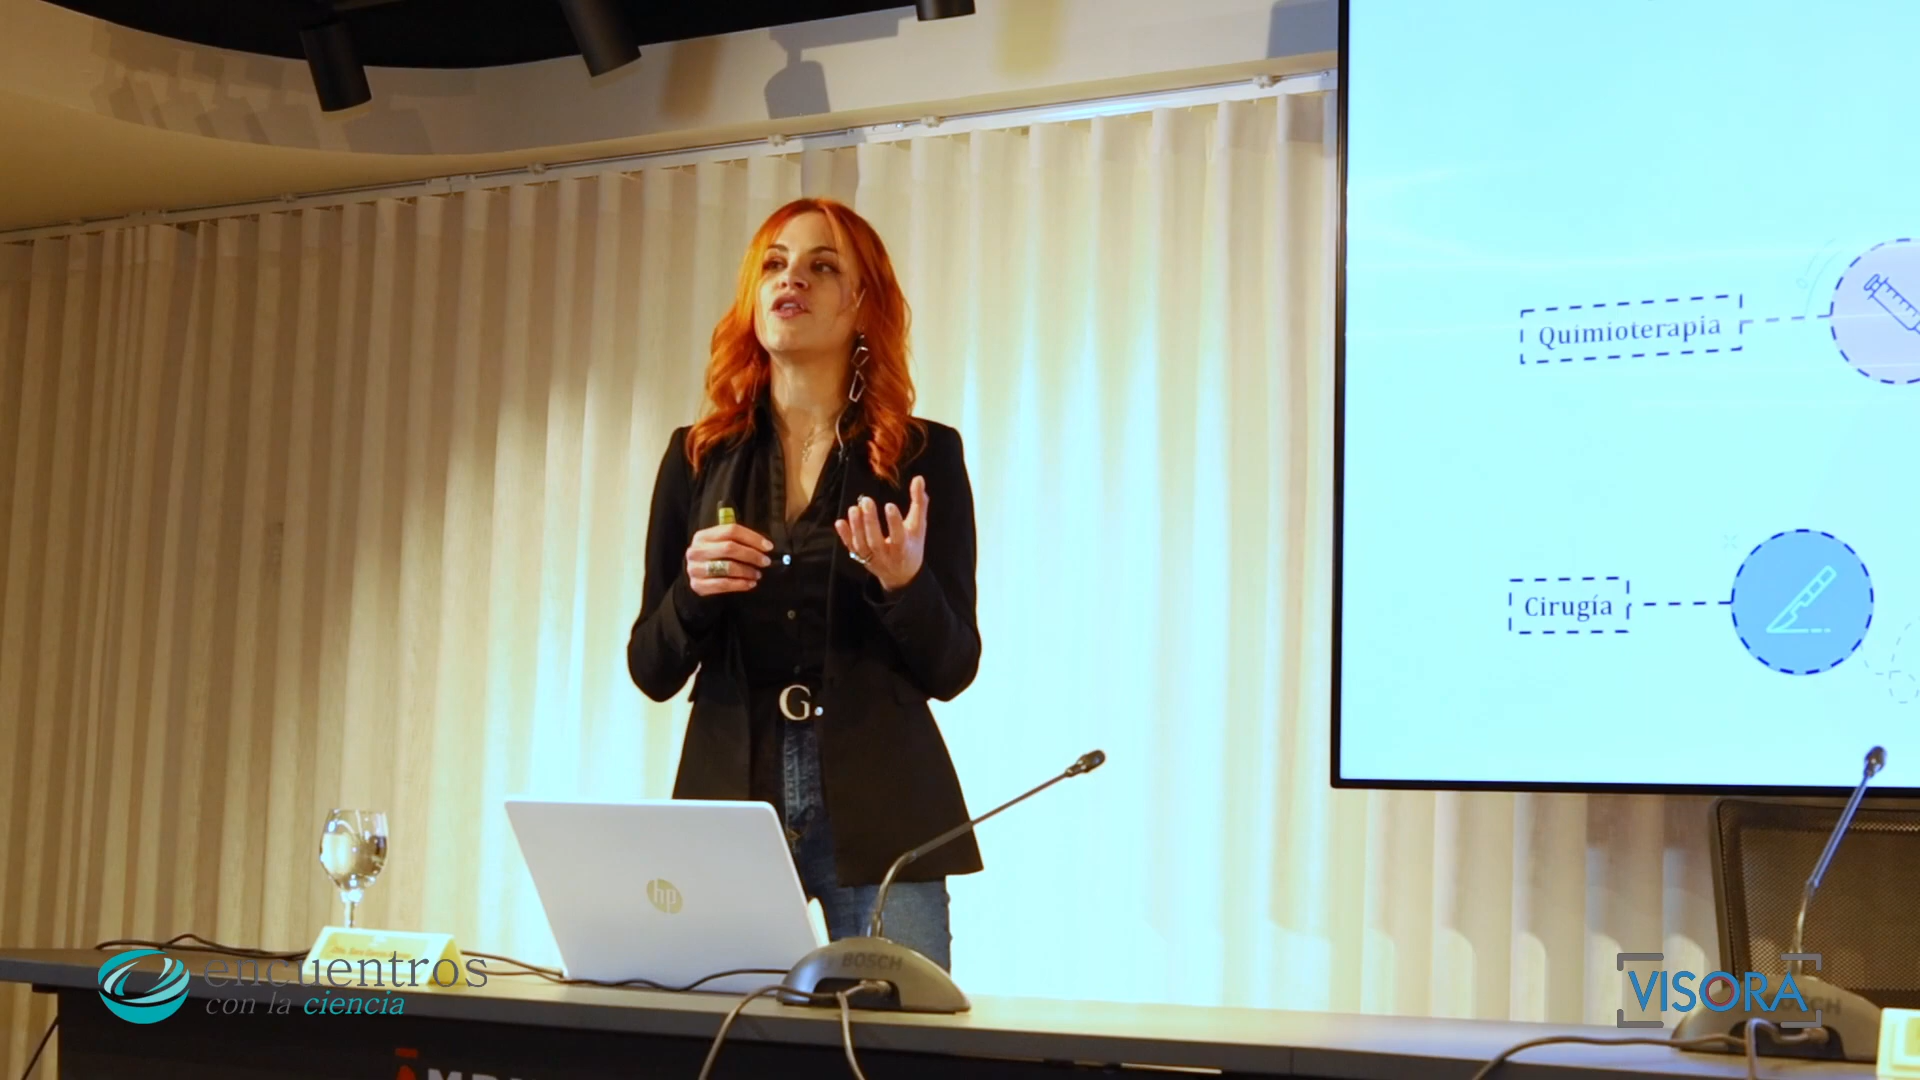 Quimioterapia
Cirugía
G.
hp
BOSCH
encuentros
con la ciencia
VISORA